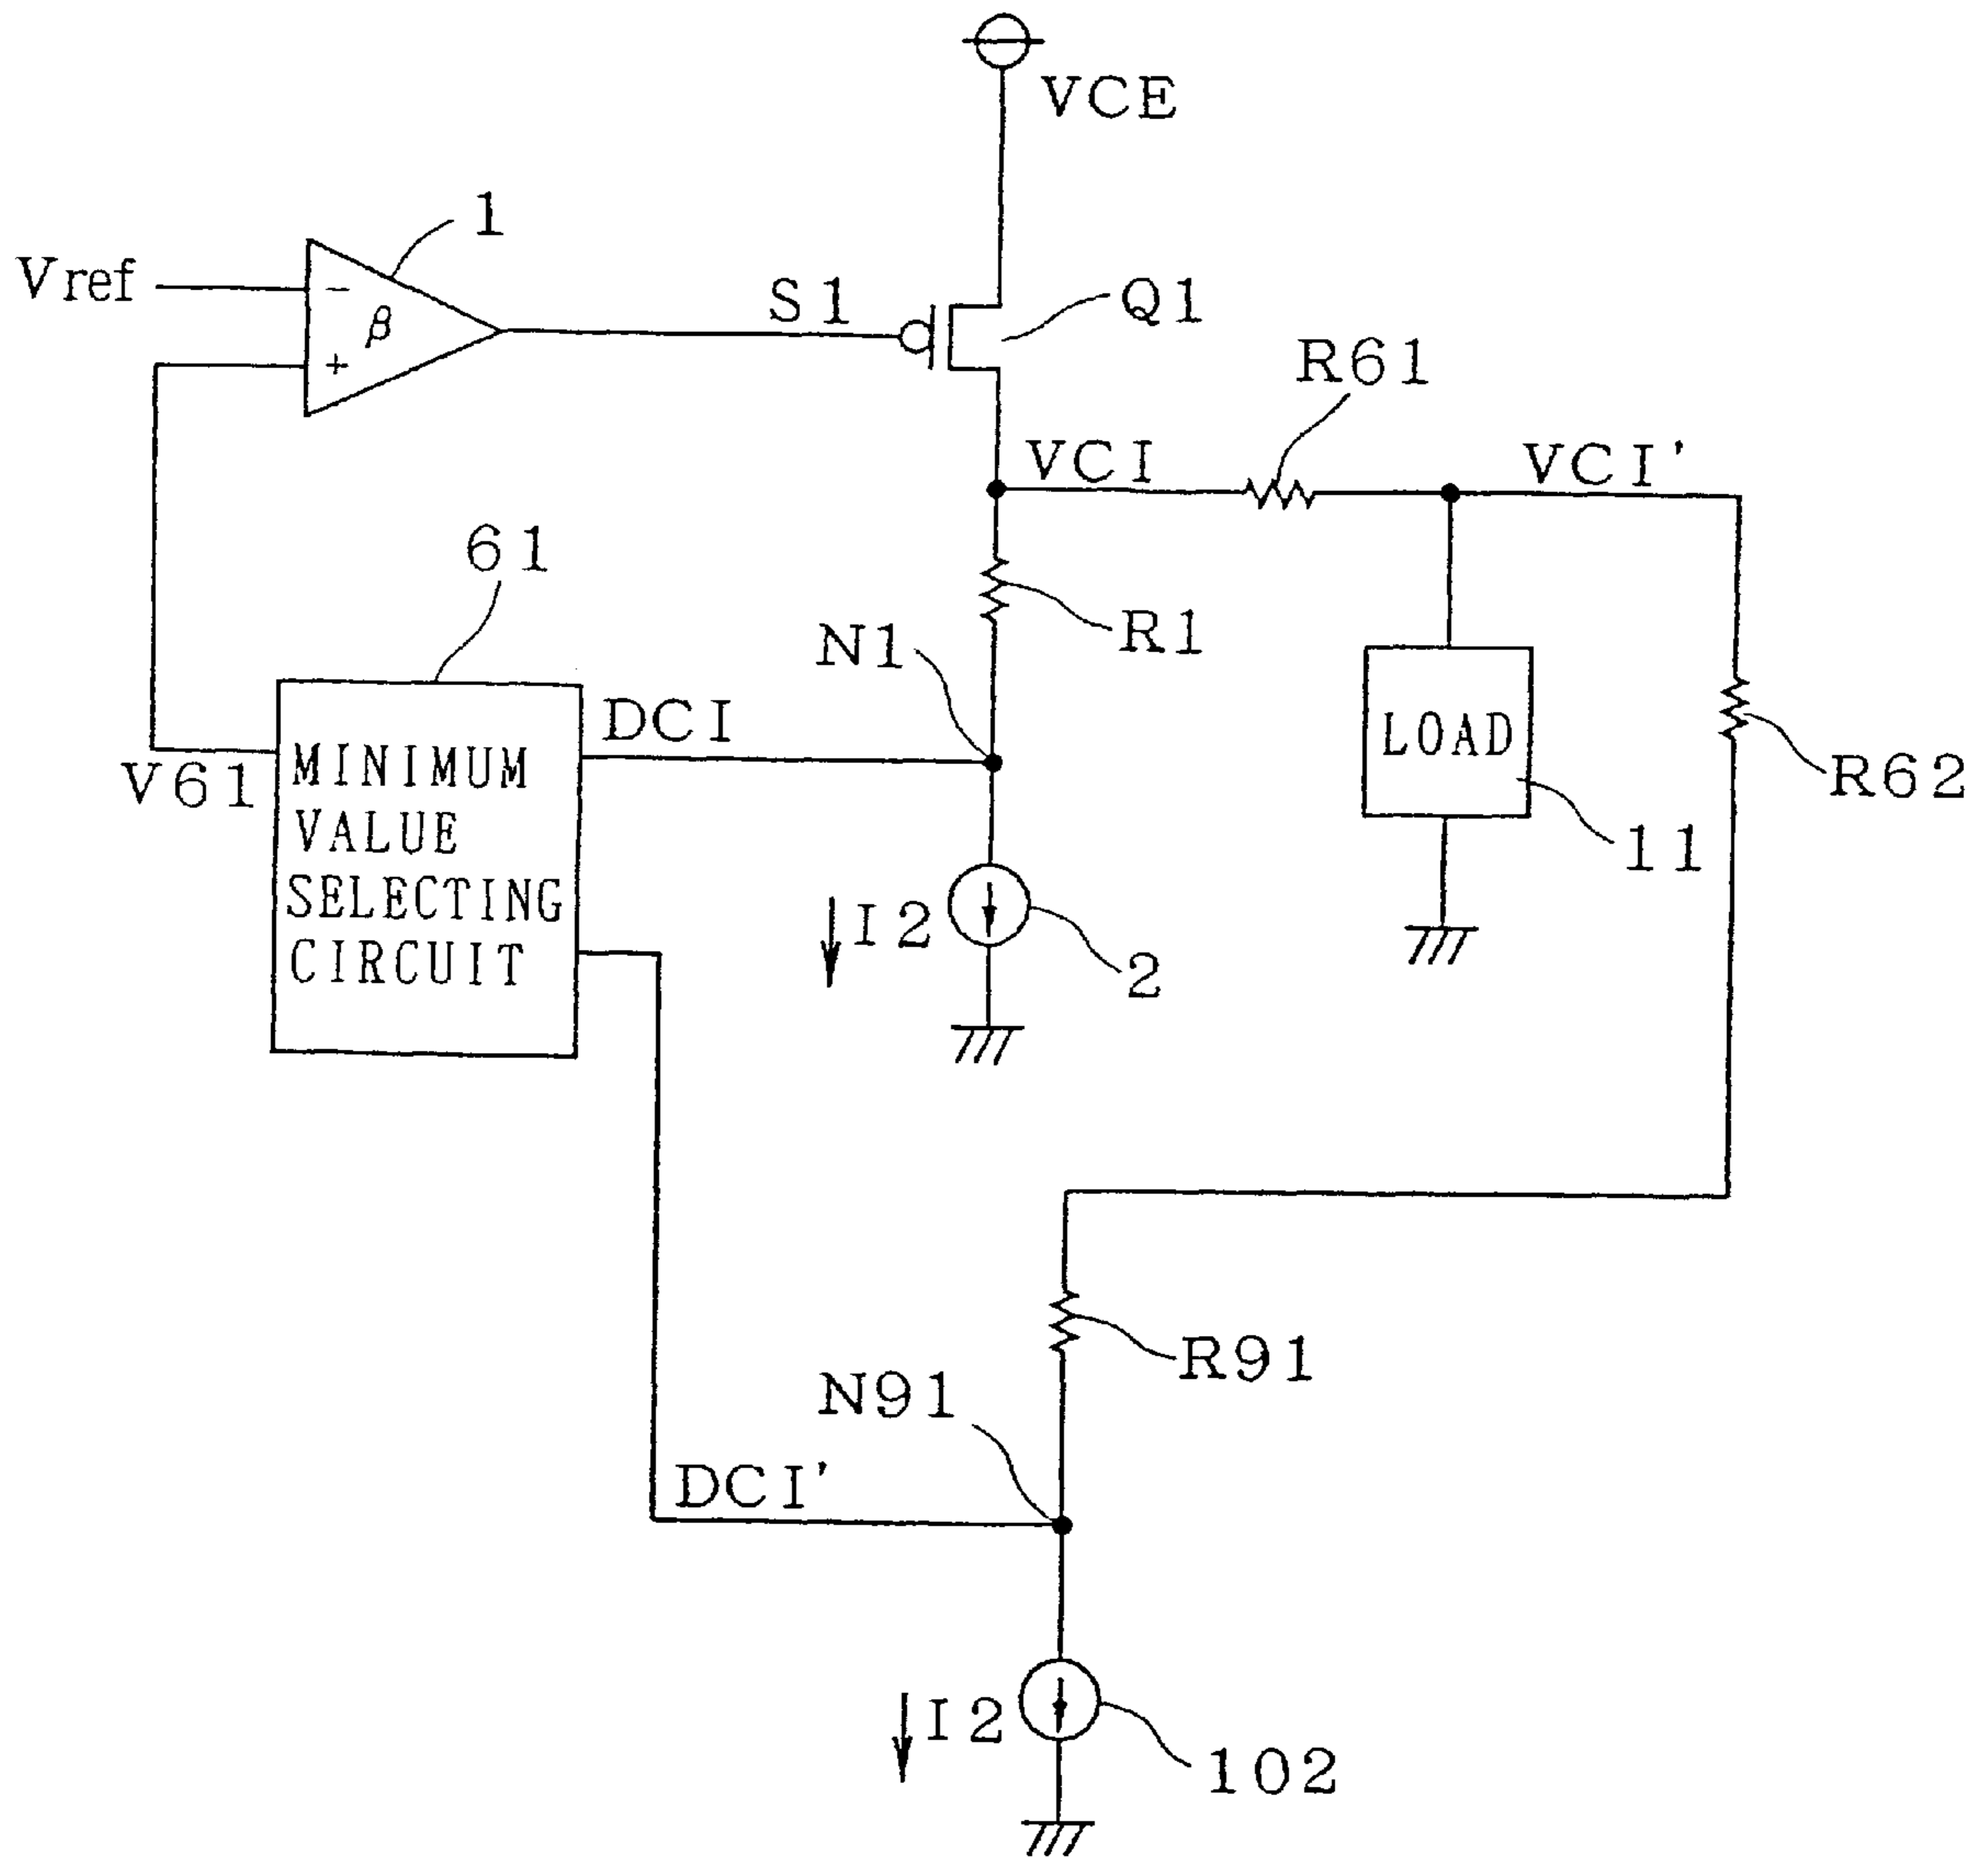 VCE
1
Vref
−
β
+
S1
Q1
R61
VCI
VCI'
61
R1
N1
DCI
V61
MINIMUM
VALUE
SELECTING
CIRCUIT
LOAD
R62
11
I2
2
R91
N91
DCI'
I2
102